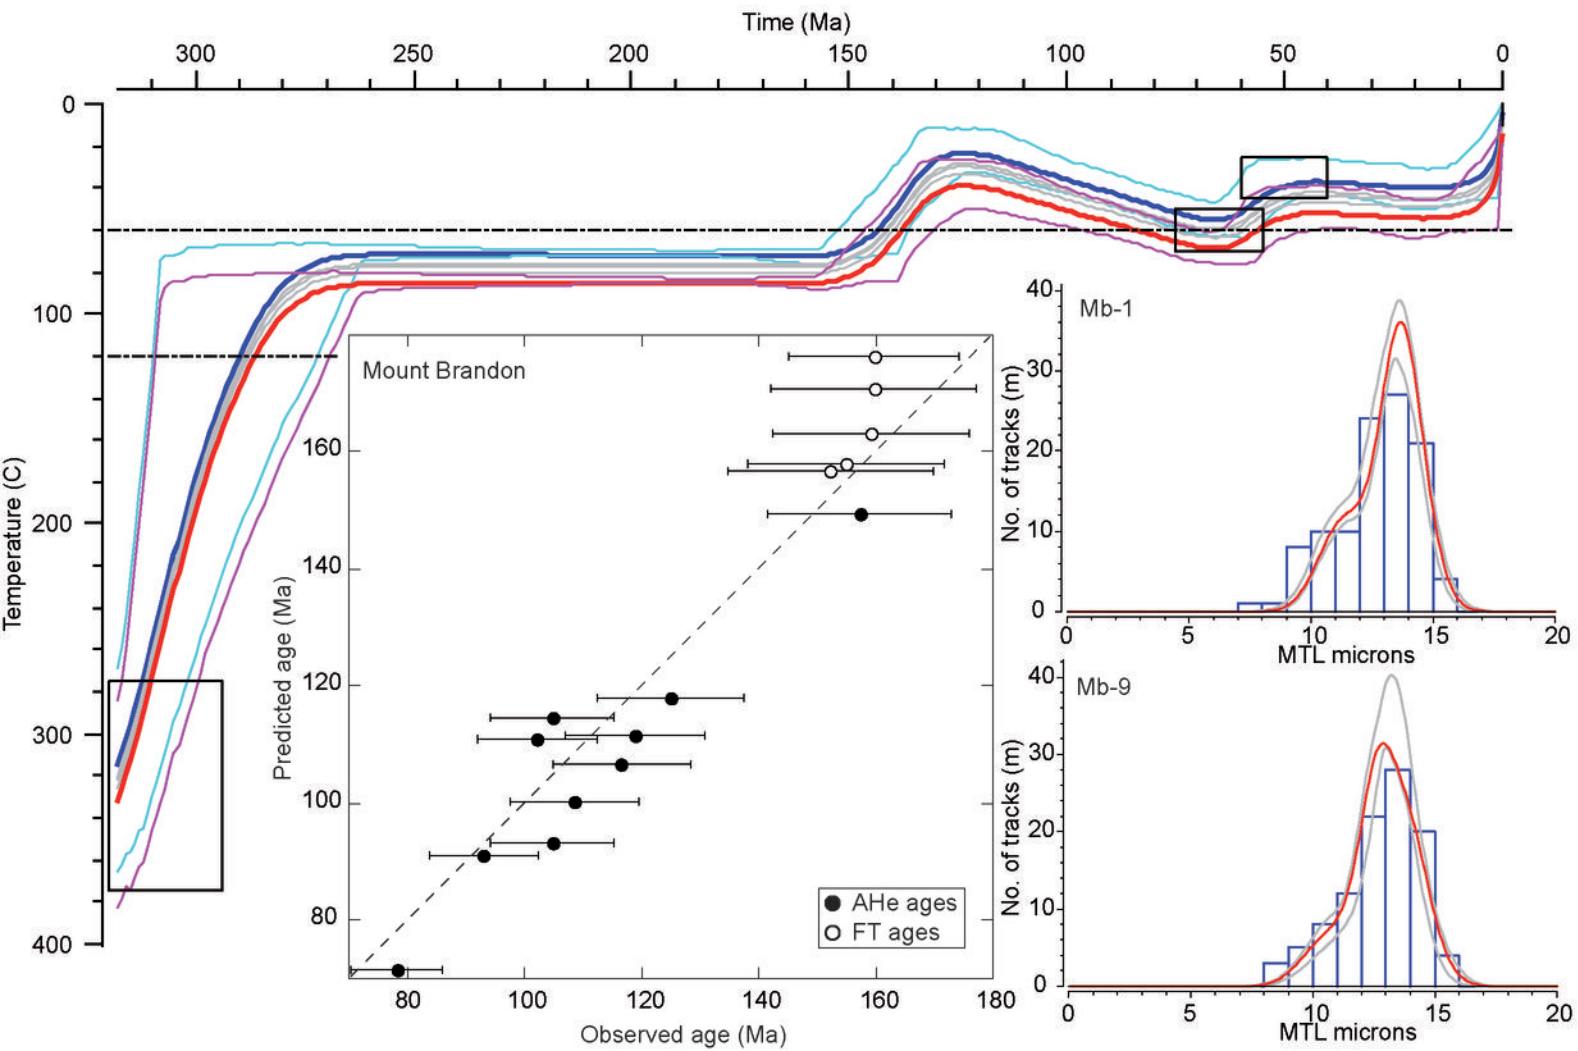 Time (Ma)
300 250 200 150 100 50 0
Temperature (C)
0
100
200
300
400
Mount Brandon
Predicted age (Ma)
160
140
120
100
80
AHe ages
FT ages
80 100 120 140 160 180
Observed age (Ma)
Mb-1
No. of tracks (m)
40
30
20
10
0
0 5 10 15 20
MTL microns
Mb-9
No. of tracks (m)
40
30
20
10
0
0 5 10 15 20
MTL microns